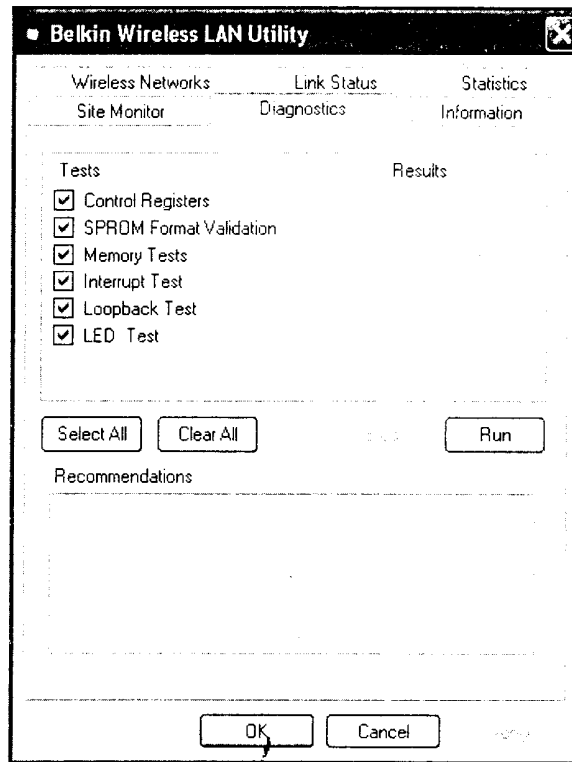 Belkin Wireless LAN Utility
Wireless Networks Link Status Statistics
Site Monitor Diagnostics Information
Tests Results
Control Registers
SPROM Format Validation
Memory Tests
Interrupt Test
Loopback Test
LED Test
Select All Clear All Run
Recommendations
OK Cancel